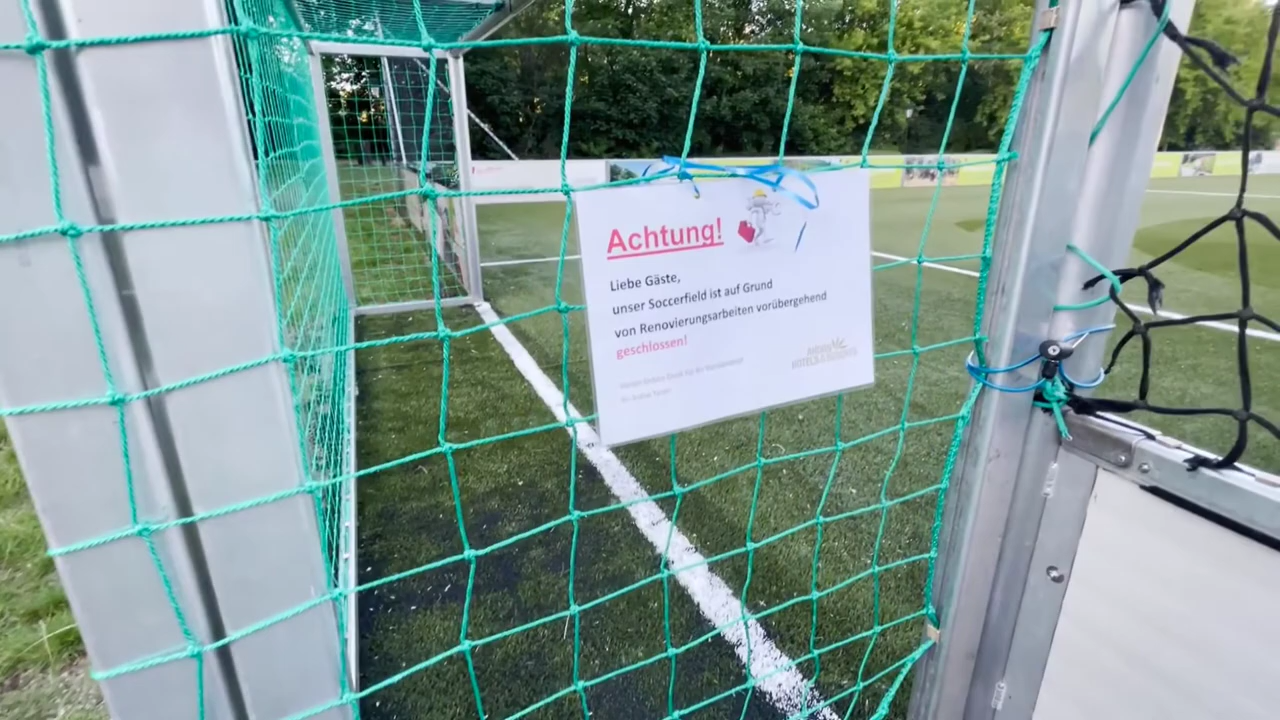 Achtung!
Liebe Gäste,
unser Soccerfield ist auf Grund
von Renovierungsarbeiten vorübergehend
geschlossen!